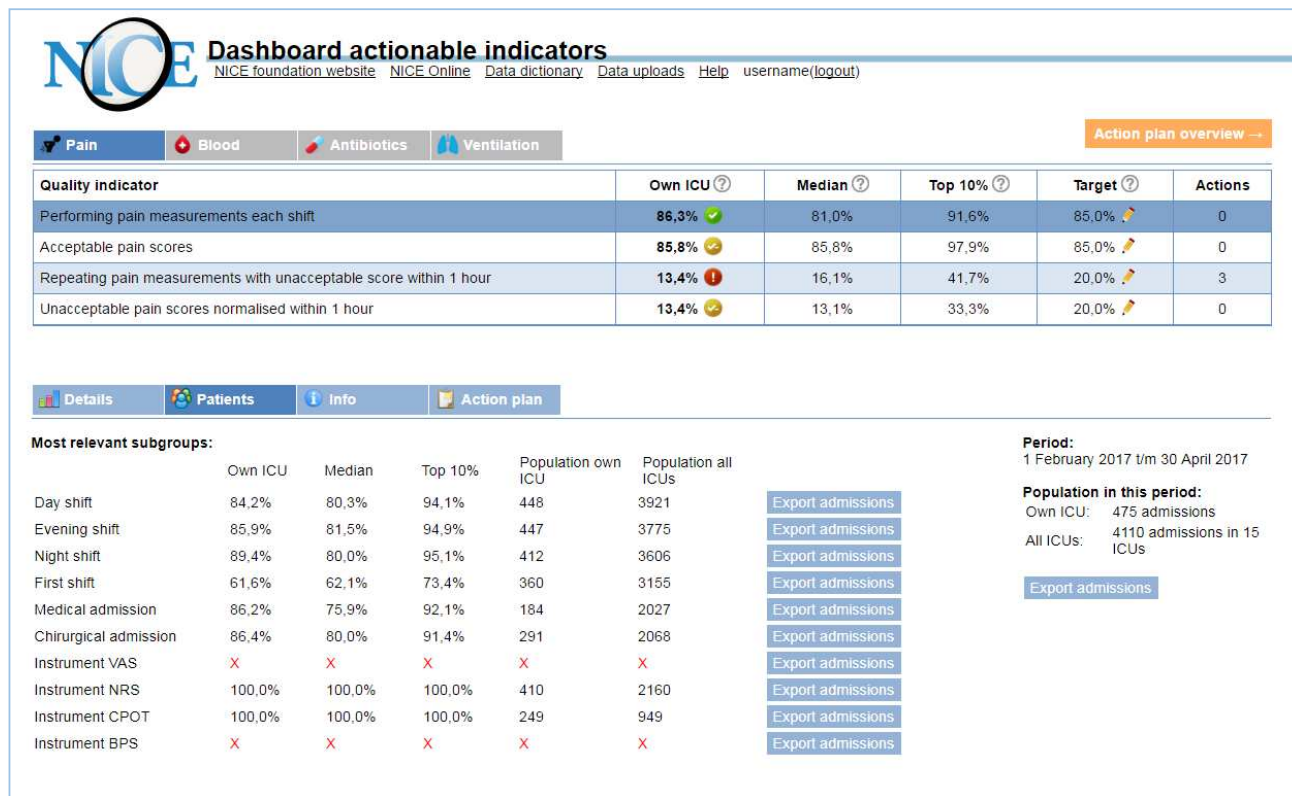 NICE
Dashboard actionable indicators
NICE foundation website NICE Online Data dictionary Data uploads Help username(logout)
Action plan overview →
Pain Blood Antibiotics Ventilation
Quality indicator Own ICU ? Median ? Top 10% ? Target ? Actions
Performing pain measurements each shift 86,3% 81,0% 91,6% 85,0% 0
Acceptable pain scores 85,8% 85,8% 97,9% 85,0% 0
Repeating pain measurements with unacceptable score within 1 hour 13,4% 16,1% 41,7% 20,0% 3
Unacceptable pain scores normalised within 1 hour 13,4% 13,1% 33,3% 20,0% 0
Details Patients Info Action plan
Most relevant subgroups:
Own ICU Median Top 10% Population own ICU Population all ICUs
Day shift 84,2% 80,3% 94,1% 448 3921 Export admissions
Evening shift 85,9% 81,5% 94,9% 447 3775 Export admissions
Night shift 89,4% 80,0% 95,1% 412 3606 Export admissions
First shift 61,6% 62,1% 73,4% 360 3155 Export admissions
Medical admission 86,2% 75,9% 92,1% 184 2027 Export admissions
Chirurgical admission 86,4% 80,0% 91,4% 291 2068 Export admissions
Instrument VAS X X X X X Export admissions
Instrument NRS 100,0% 100,0% 100,0% 410 2160 Export admissions
Instrument CPOT 100,0% 100,0% 100,0% 249 949 Export admissions
Instrument BPS X X X X X Export admissions
Period:
1 February 2017 t/m 30 April 2017
Population in this period:
Own ICU: 475 admissions
All ICUs: 4110 admissions in 15
ICUs
Export admissions